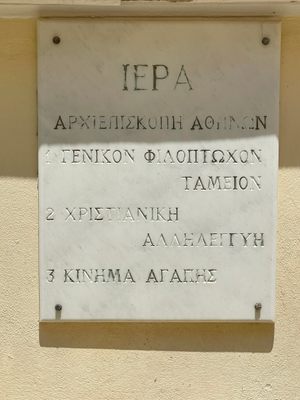 ΙΕΡΑ
ΑΡΧΙΕΠΙΣΚΟΠΗ ΑΘΗΝΩΝ
1 ΓΕΝΙΚΟΝ ΦΙΛΟΠΤΩΧΟΝ
ΤΑΜΕΙΟΝ
2 ΧΡΙΣΤΙΑΝΙΚΗ
ΑΛΛΗΛΕΓΓΥΗ
3 ΚΙΝΗΜΑ ΑΓΑΠΗΣ